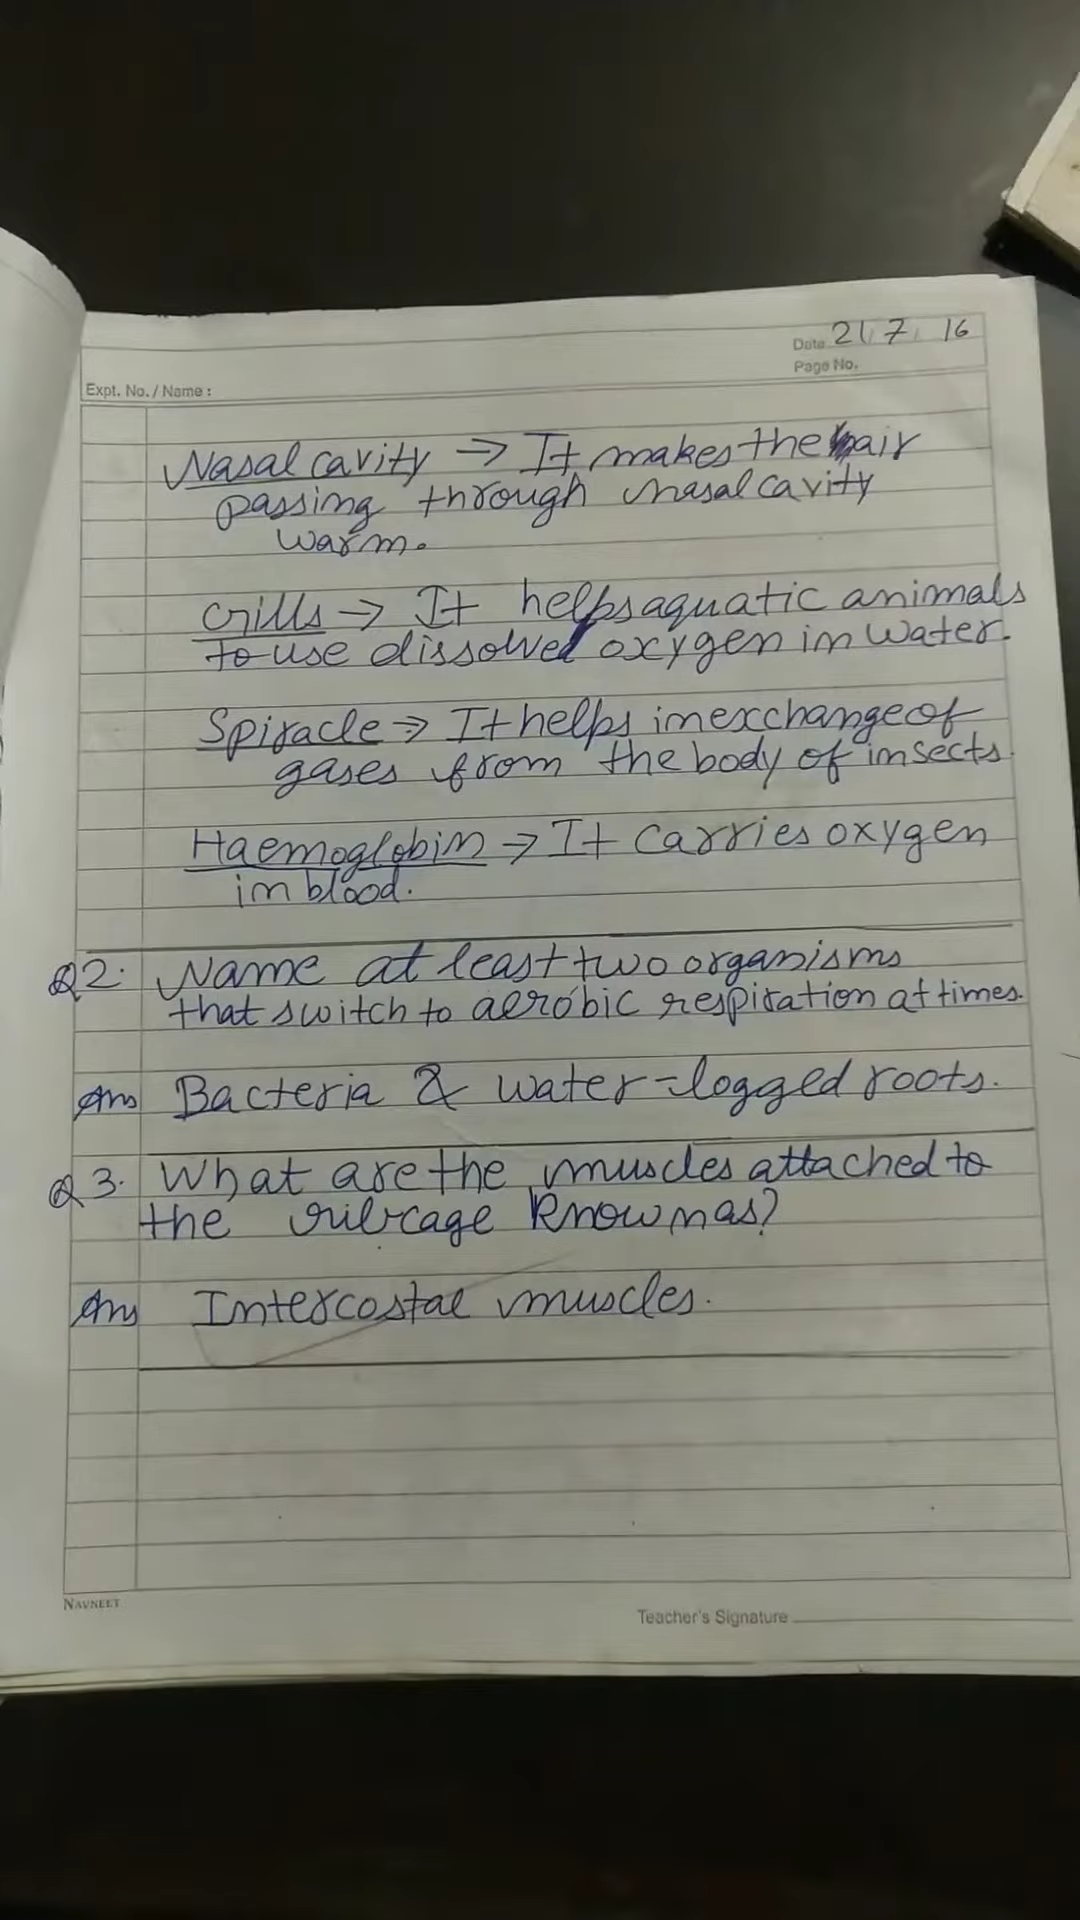 Date 21 7 16
Page No.
Expt. No. / Name :
Nasal cavity → It makes the air
passing through nasal cavity
warm.
Gills → It helps aquatic animals
to use dissolved oxygen in water.
Spiracle → It helps in exchange of
gases from the body of insects.
Haemoglobin → It carries oxygen
in blood.
Q2. Name at least two organisms
that switch to aerobic respiration at times.
Ans Bacteria & water-logged roots.
Q3. What are the muscles attached to
the ribcage known as?
Ans Intercostal muscles.
NAVNEET
Teacher's Signature